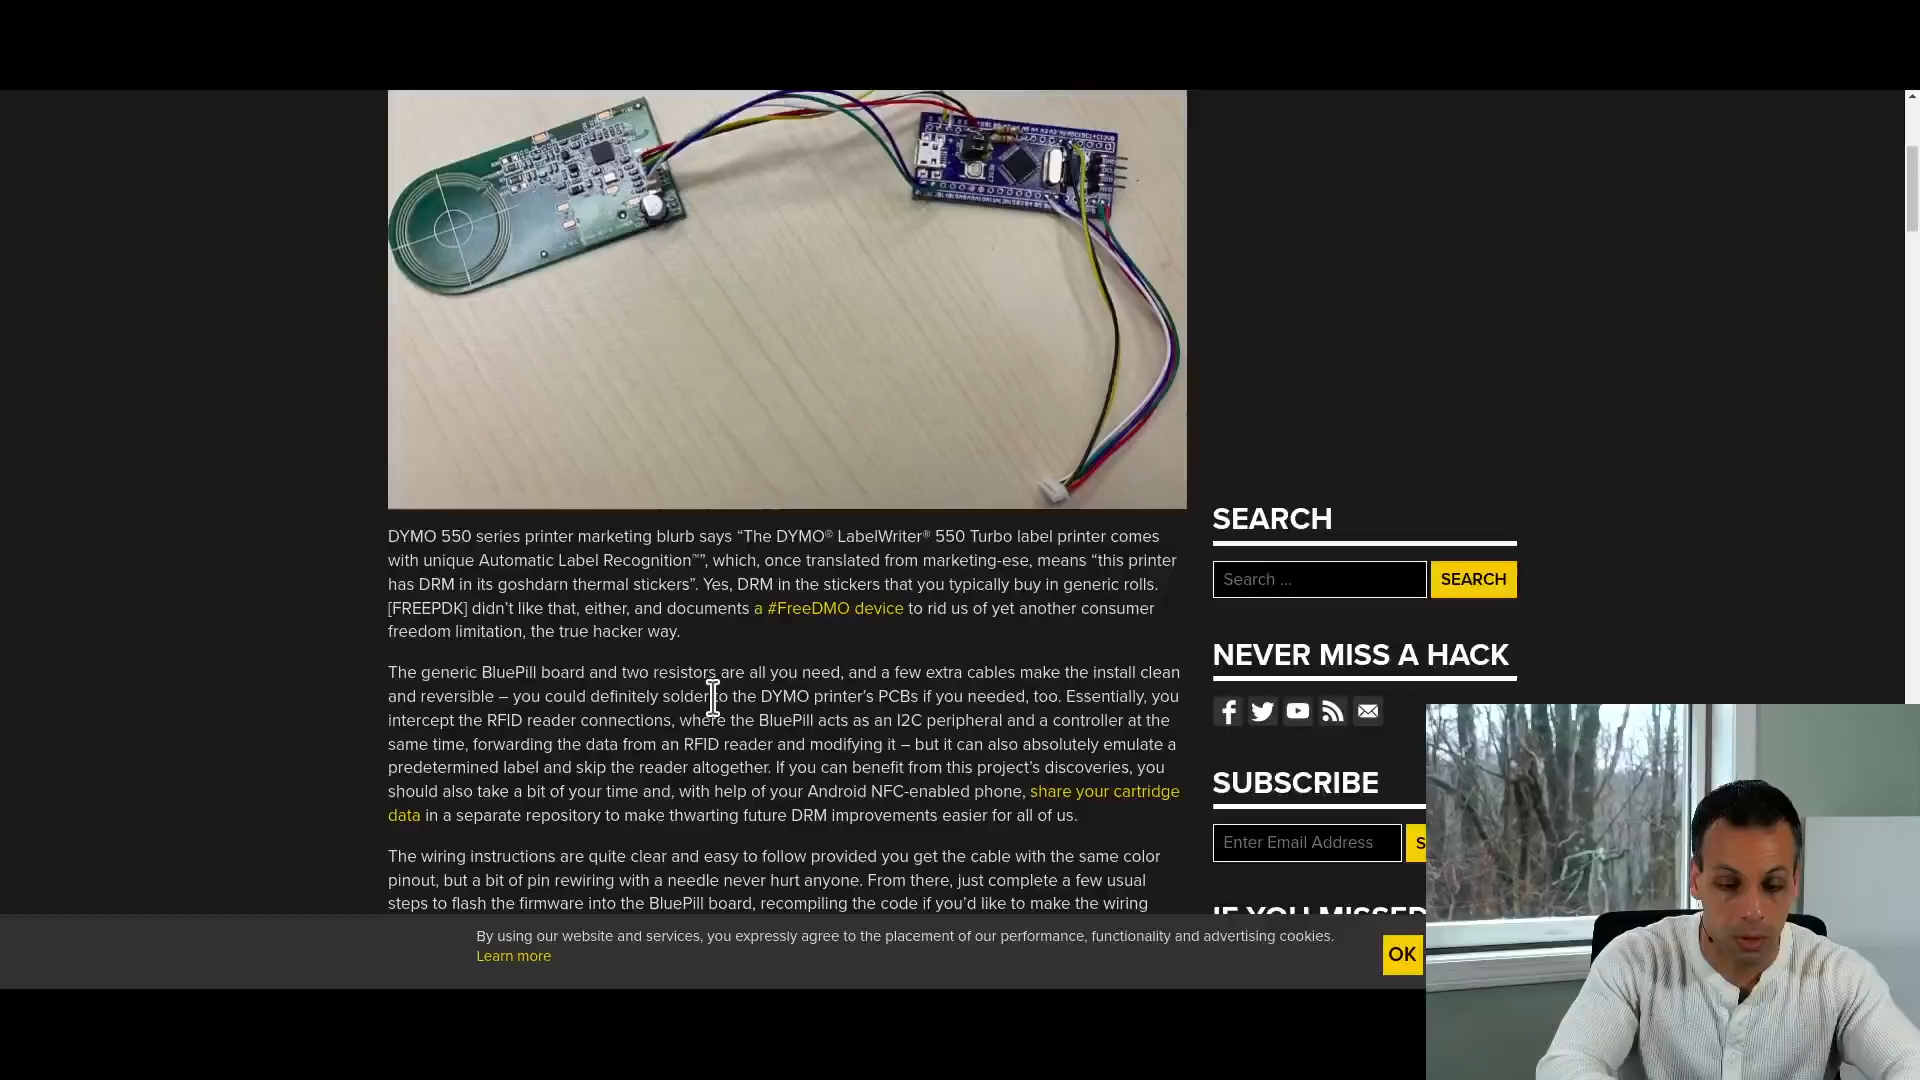 DYMO 550 series printer marketing blurb says “The DYMO® LabelWriter® 550 Turbo label printer comes
with unique Automatic Label Recognition™”, which, once translated from marketing-ese, means “this printer
has DRM in its goshdarn thermal stickers”. Yes, DRM in the stickers that you typically buy in generic rolls.
[FREEPDK] didn’t like that, either, and documents a #FreeDMO device to rid us of yet another consumer
freedom limitation, the true hacker way.
The generic BluePill board and two resistors are all you need, and a few extra cables make the install clean
and reversible – you could definitely solder to the DYMO printer’s PCBs if you needed, too. Essentially, you
intercept the RFID reader connections, where the BluePill acts as an I2C peripheral and a controller at the
same time, forwarding the data from an RFID reader and modifying it – but it can also absolutely emulate a
predetermined label and skip the reader altogether. If you can benefit from this project’s discoveries, you
should also take a bit of your time and, with help of your Android NFC-enabled phone, share your cartridge
data in a separate repository to make thwarting future DRM improvements easier for all of us.
The wiring instructions are quite clear and easy to follow provided you get the cable with the same color
pinout, but a bit of pin rewiring with a needle never hurt anyone. From there, just complete a few usual
steps to flash the firmware into the BluePill board, recompiling the code if you’d like to make the wiring
SEARCH
Search ...
SEARCH
NEVER MISS A HACK
SUBSCRIBE
Enter Email Address
S
IF YOU MISSED
By using our website and services, you expressly agree to the placement of our performance, functionality and advertising cookies.
Learn more
OK